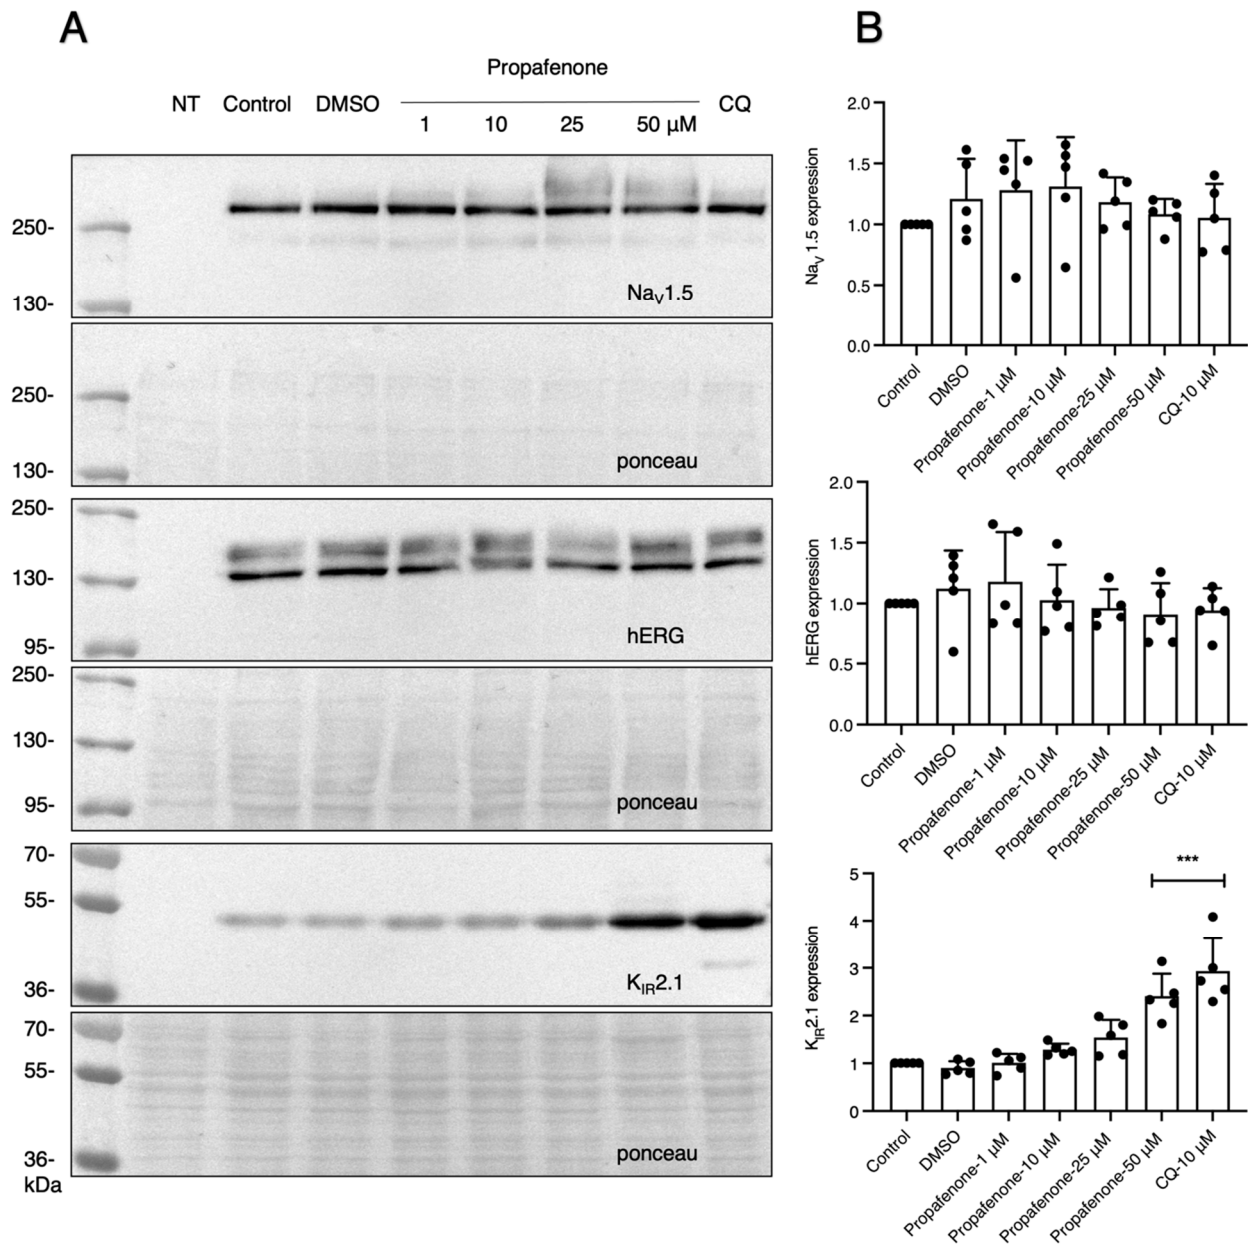 A
Propafenone
NT Control DMSO CQ
1 10 25 50 µM
250-
130-
NaV1.5
250-
130-
ponceau
250-
130-
95-
hERG
250-
130-
95-
ponceau
70-
55-
36-
KIR2.1
70-
55-
36-
kDa
ponceau
B
NaV 1.5 expression
2.0
1.5
1.0
0.5
0.0
Control
DMSO
Propafenone-1 µM
Propafenone-10 µM
Propafenone-25 µM
Propafenone-50 µM
CQ-10 µM
hERG expression
2.0
1.5
1.0
0.5
0.0
Control
DMSO
Propafenone-1 µM
Propafenone-10 µM
Propafenone-25 µM
Propafenone-50 µM
CQ-10 µM
KIR2.1 expression
5
4
3
2
1
0
***
Control
DMSO
Propafenone-1 µM
Propafenone-10 µM
Propafenone-25 µM
Propafenone-50 µM
CQ-10 µM